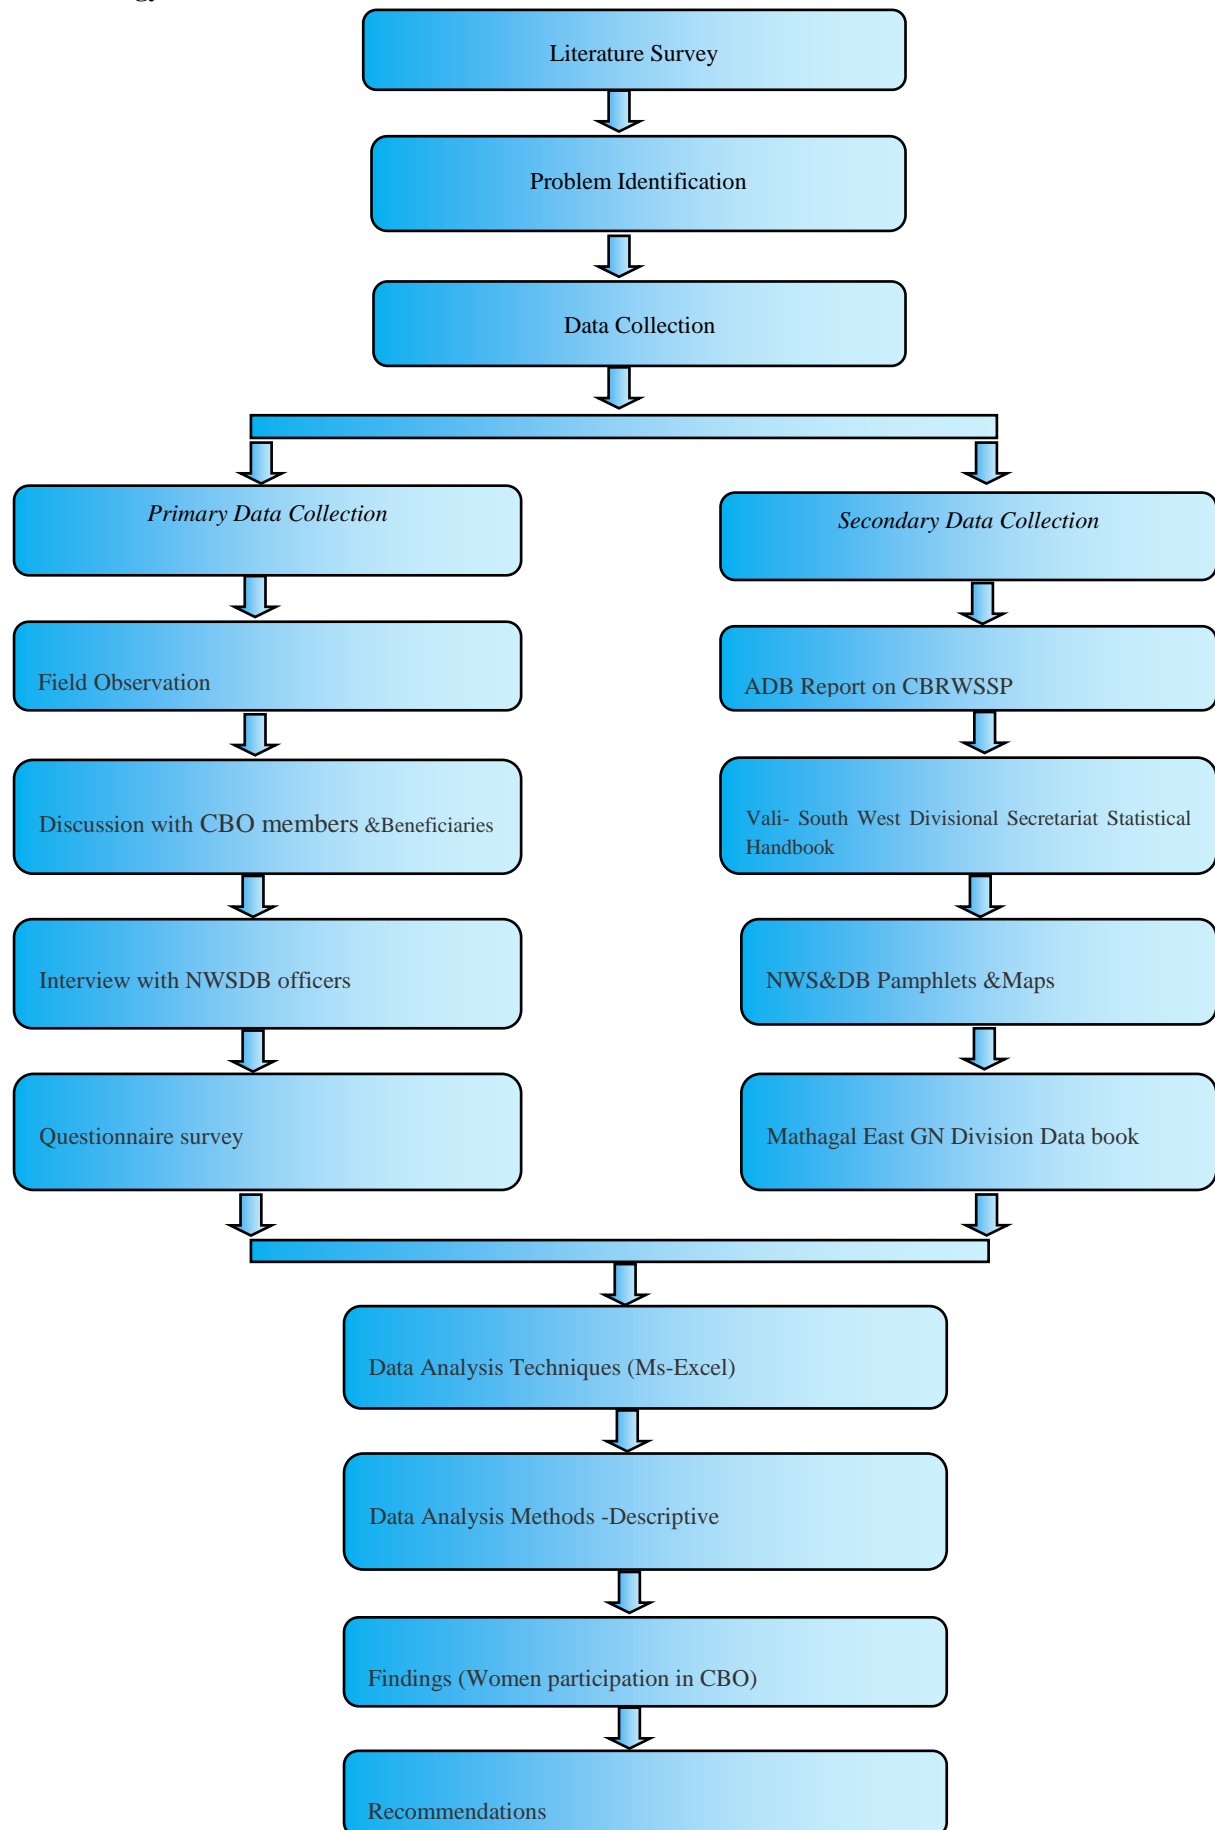 Literature Survey
Problem Identification
Data Collection
Primary Data Collection
Secondary Data Collection
Field Observation
ADB Report on CBRWSSP
Discussion with CBO members &Beneficiaries
Vali- South West Divisional Secretariat Statistical
Handbook
Interview with NWSDB officers
NWS&DB Pamphlets &Maps
Questionnaire survey
Mathagal East GN Division Data book
Data Analysis Techniques (Ms-Excel)
Data Analysis Methods -Descriptive
Findings (Women participation in CBO)
Recommendations